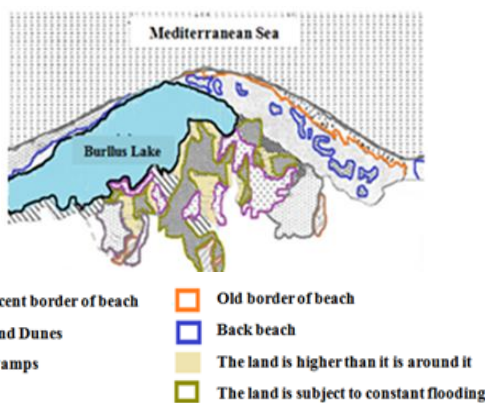 Mediterranean Sea
Burllus Lake
cent border of beach
Old border of beach
nd Dunes
Back beach
amps
The land is higher than it is around it
The land is subject to constant flooding